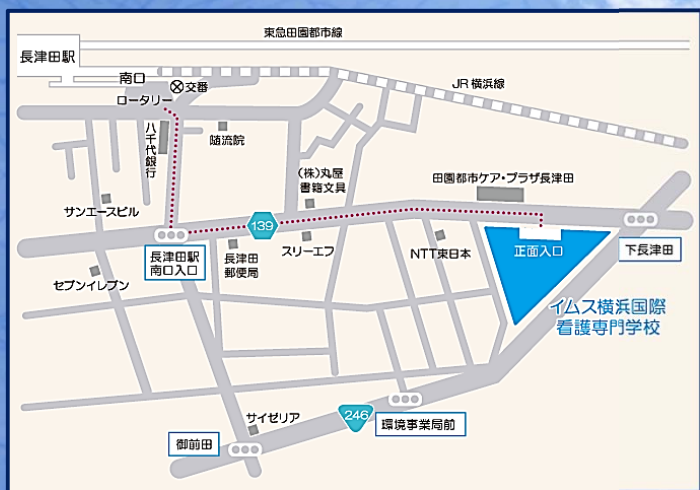 東急田園都市線
長津田駅
南口
交番
JR横浜線
ロータリー
八千代銀行
随流院
(株)丸屋
書籍文具
田園都市ケア・プラザ長津田
サンエースビル
139
長津田駅
南口入口
長津田
郵便局
スリーエフ
NTT東日本
正面入口
下長津田
セブンイレブン
イムス横浜国際
看護専門学校
サイゼリア
246
環境事業局前
御前田